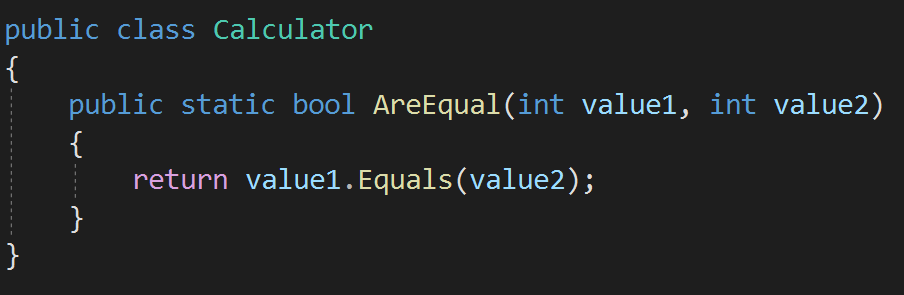 public class Calculator
{
public static bool AreEqual(int value1, int value2)
{
return value1.Equals(value2);
}
}